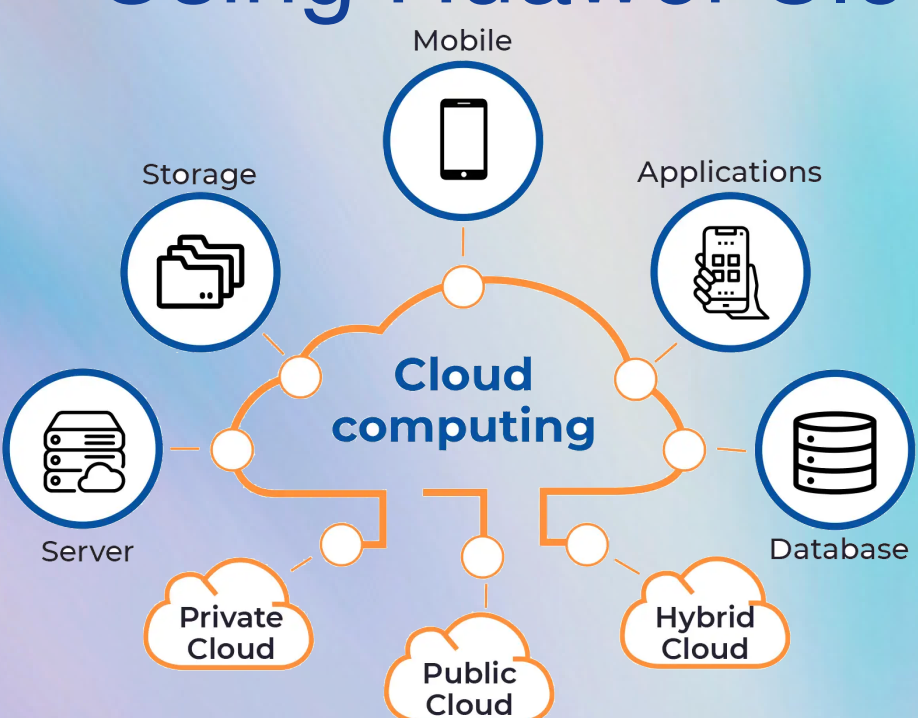 Mobile
Storage
Applications
Cloud
computing
Server
Database
Private
Cloud
Hybrid
Cloud
Public
Cloud